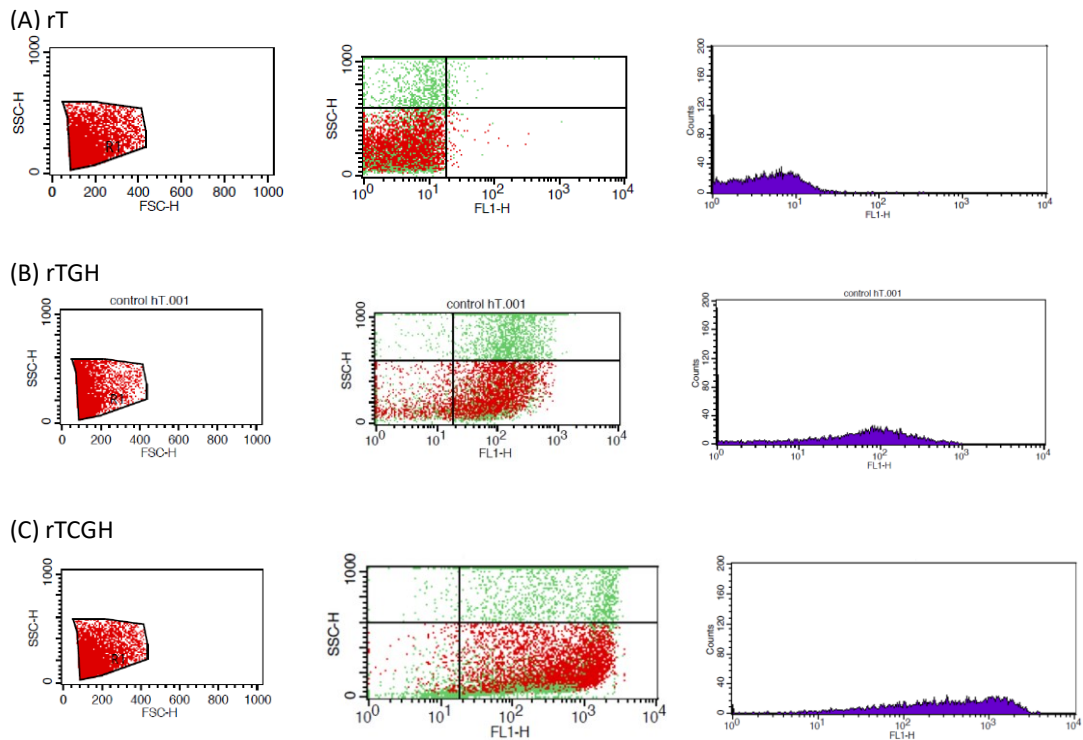 (A) rT
1000
SSC-H
0
R1
0 200 400 600 800 1000
FSC-H
1000
SSC-H
0
10⁰ 10¹ 10² 10³ 10⁴
FL1-H
200
160
120
80
40
0
Counts
10⁰ 10¹ 10² 10³ 10⁴
FL1-H
(B) rTGH
control hT.001
1000
SSC-H
0
R1
0 200 400 600 800 1000
FSC-H
control hT.001
1000
SSC-H
0
10⁰ 10¹ 10² 10³ 10⁴
FL1-H
control hT.001
200
160
120
80
40
0
Counts
10⁰ 10¹ 10² 10³ 10⁴
FL1-H
(C) rTCGH
1000
SSC-H
0
R1
0 200 400 600 800 1000
FSC-H
1000
SSC-H
0
10⁰ 10¹ 10² 10³ 10⁴
FL1-H
200
160
120
80
40
0
Counts
10⁰ 10¹ 10² 10³ 10⁴
FL1-H